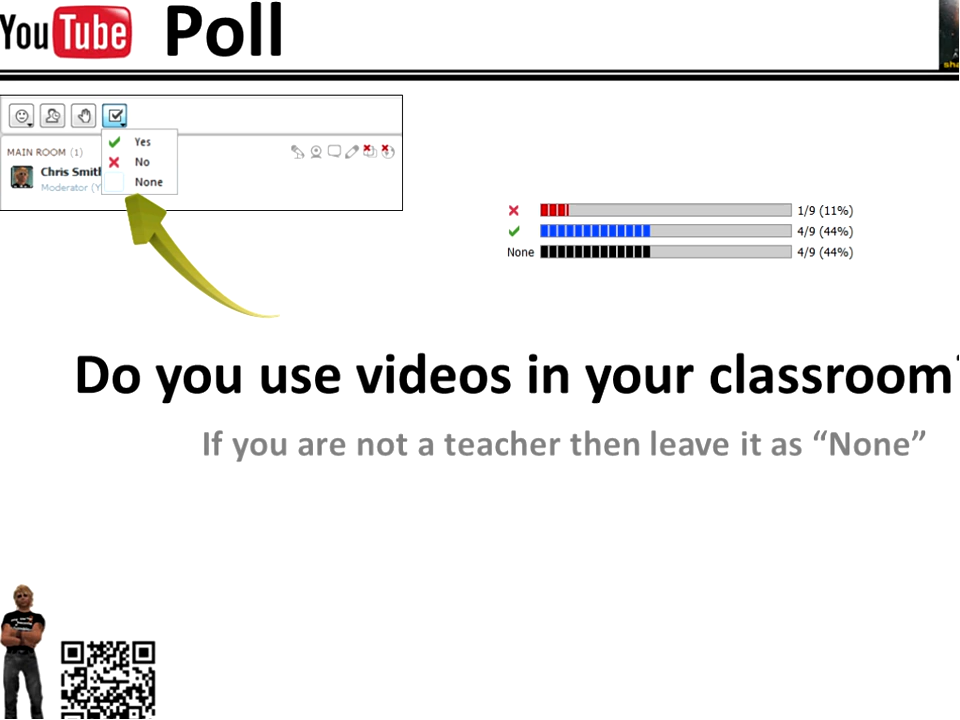 YouTube Poll
Yes
MAIN ROOM (1)
No
Chris Smith
None
Moderator (Y
1/9 (11%)
4/9 (44%)
None 4/9 (44%)
Do you use videos in your classroom?
If you are not a teacher then leave it as “None”